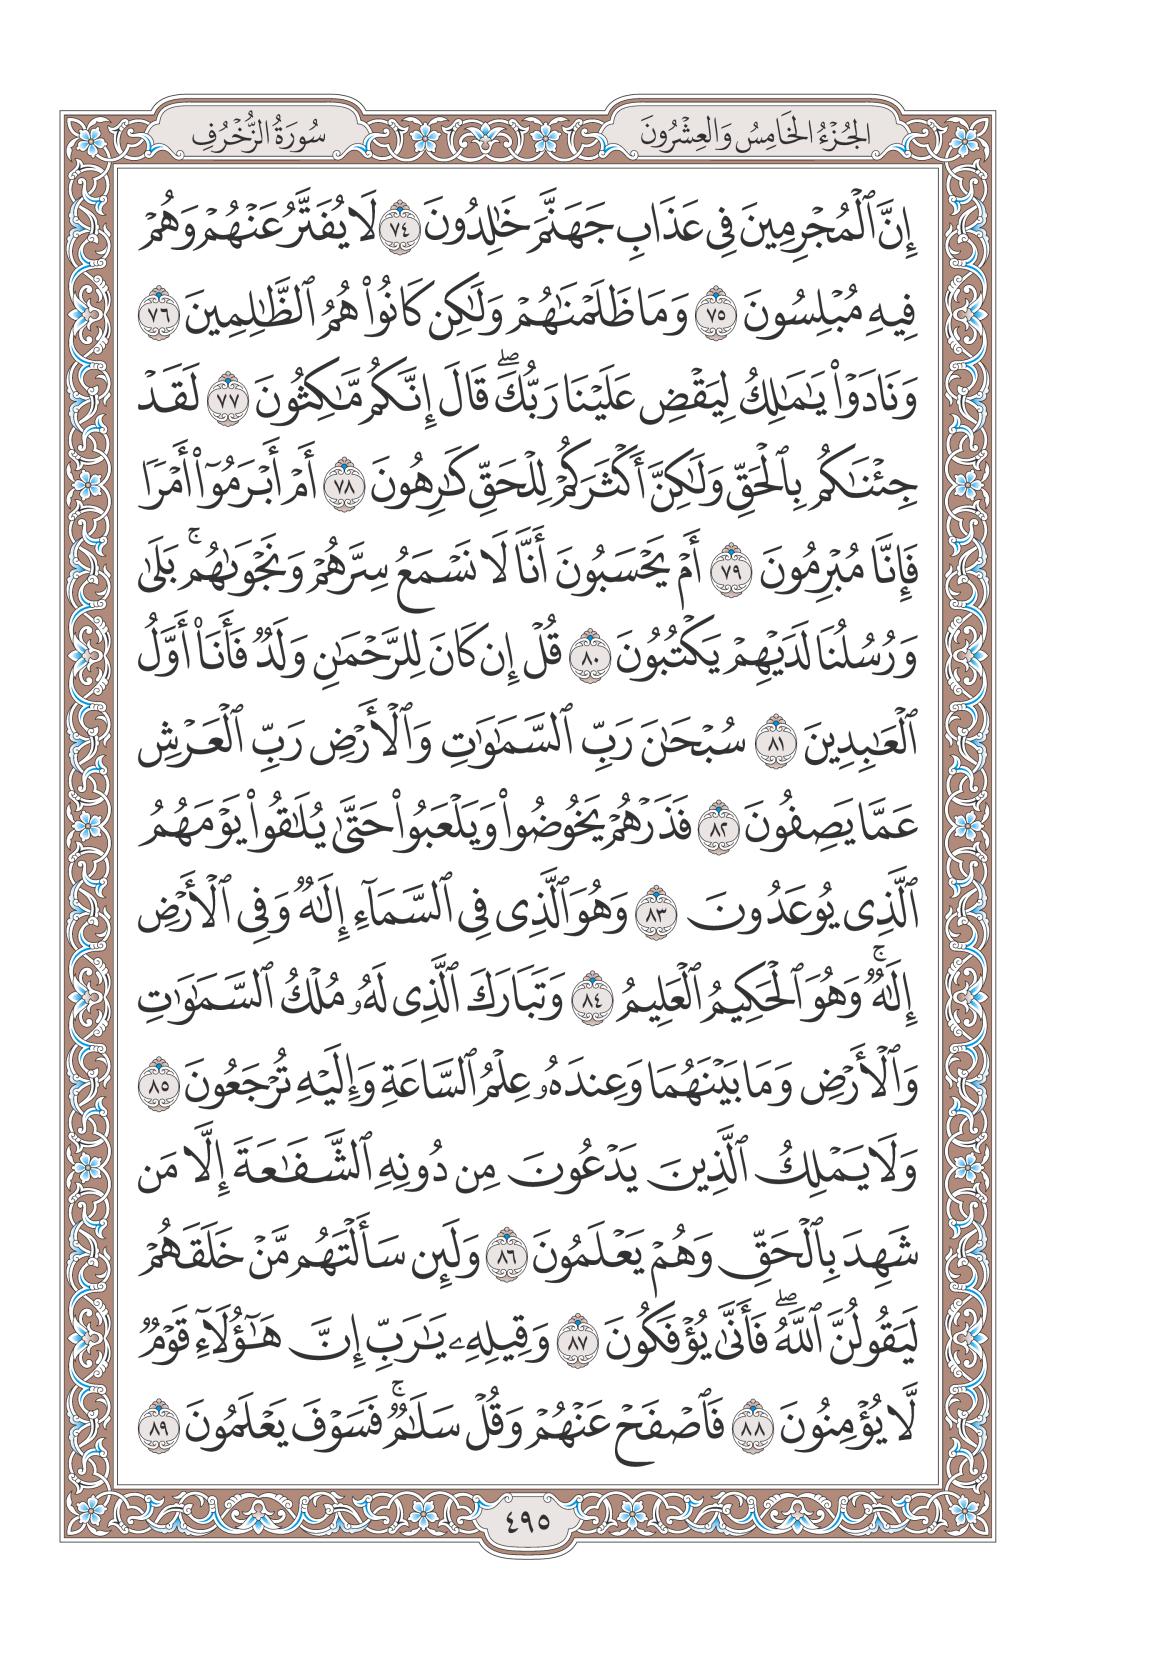 الجُزْءُ الخَامِسُ وَالعِشْرُونَ
سُورَةُ الزُّخْرُفِ
إِنَّ ٱلْمُجْرِمِينَ فِى عَذَابِ جَهَنَّمَ خَٰلِدُونَ ٧٤ لَا يُفَتَّرُ عَنْهُمْ وَهُمْ
فِيهِ مُبْلِسُونَ ٧٥ وَمَا ظَلَمْنَٰهُمْ وَلَٰكِن كَانُوا۟ هُمُ ٱلظَّٰلِمِينَ ٧٦
وَنَادَوْا۟ يَٰمَٰلِكُ لِيَقْضِ عَلَيْنَا رَبُّكَۖ قَالَ إِنَّكُم مَّٰكِثُونَ ٧٧ لَقَدْ
جِئْنَٰكُم بِٱلْحَقِّ وَلَٰكِنَّ أَكْثَرَكُمْ لِلْحَقِّ كَٰرِهُونَ ٧٨ أَمْ أَبْرَمُوٓا۟ أَمْرًا
فَإِنَّا مُبْرِمُونَ ٧٩ أَمْ يَحْسَبُونَ أَنَّا لَا نَسْمَعُ سِرَّهُمْ وَنَجْوَىٰهُمۚ بَلَىٰ
وَرُسُلُنَا لَدَيْهِمْ يَكْتُبُونَ ٨٠ قُلْ إِن كَانَ لِلرَّحْمَٰنِ وَلَدٌ فَأَنَا۠ أَوَّلُ
ٱلْعَٰبِدِينَ ٨١ سُبْحَٰنَ رَبِّ ٱلسَّمَٰوَٰتِ وَٱلْأَرْضِ رَبِّ ٱلْعَرْشِ
عَمَّا يَصِفُونَ ٨٢ فَذَرْهُمْ يَخُوضُوا۟ وَيَلْعَبُوا۟ حَتَّىٰ يُلَٰقُوا۟ يَوْمَهُمُ
ٱلَّذِى يُوعَدُونَ ٨٣ وَهُوَ ٱلَّذِى فِى ٱلسَّمَآءِ إِلَٰهٌ وَفِى ٱلْأَرْضِ
إِلَٰهٌۚ وَهُوَ ٱلْحَكِيمُ ٱلْعَلِيمُ ٨٤ وَتَبَارَكَ ٱلَّذِى لَهُۥ مُلْكُ ٱلسَّمَٰوَٰتِ
وَٱلْأَرْضِ وَمَا بَيْنَهُمَا وَعِندَهُۥ عِلْمُ ٱلسَّاعَةِ وَإِلَيْهِ تُرْجَعُونَ ٨٥
وَلَا يَمْلِكُ ٱلَّذِينَ يَدْعُونَ مِن دُونِهِ ٱلشَّفَٰعَةَ إِلَّا مَن
شَهِدَ بِٱلْحَقِّ وَهُمْ يَعْلَمُونَ ٨٦ وَلَئِن سَأَلْتَهُم مَّنْ خَلَقَهُمْ
لَيَقُولُنَّ ٱللَّهُۖ فَأَنَّىٰ يُؤْفَكُونَ ٨٧ وَقِيلِهِۦ يَٰرَبِّ إِنَّ هَٰٓؤُلَآءِ قَوْمٌ
لَّا يُؤْمِنُونَ ٨٨ فَٱصْفَحْ عَنْهُمْ وَقُلْ سَلَٰمٌۚ فَسَوْفَ يَعْلَمُونَ ٨٩
٤٩٥